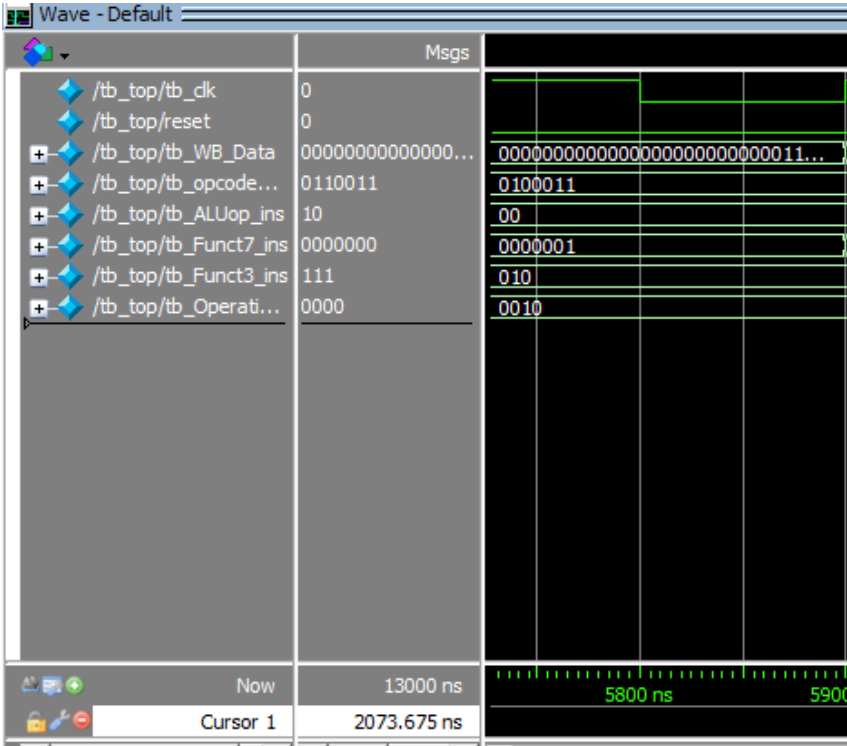 Wave - Default
Msgs
/tb_top/tb_clk 0
/tb_top/reset 0
/tb_top/tb_WB_Data 00000000000000... 0000000000000000000000000011...
/tb_top/tb_opcode... 0110011 0100011
/tb_top/tb_ALUop_ins 10 00
/tb_top/tb_Funct7_ins 0000000 0000001
/tb_top/tb_Funct3_ins 111 010
/tb_top/tb_Operati... 0000 0010
Now 13000 ns 5800 ns 5900
Cursor 1 2073.675 ns